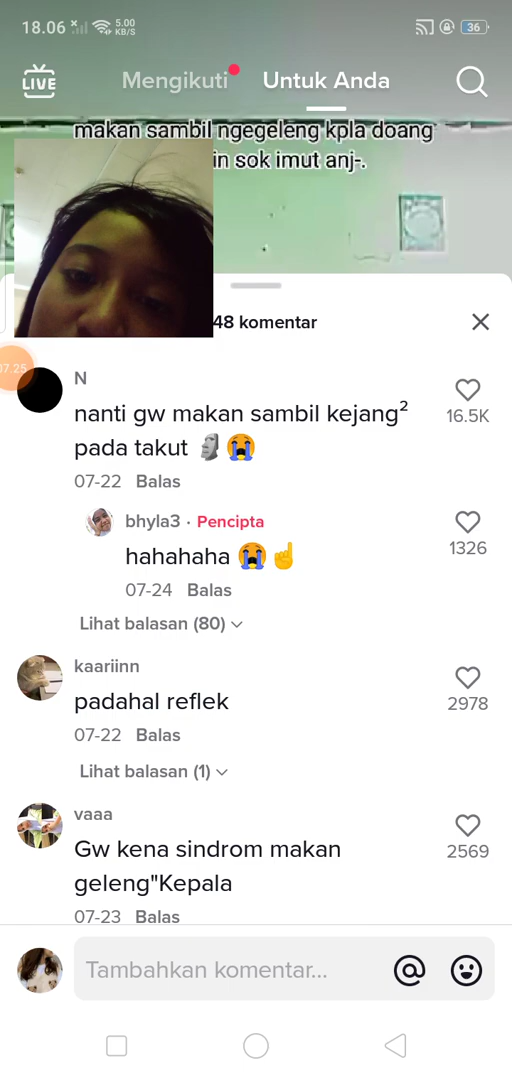 18.06
5.00
KB/S
36
LIVE
Mengikuti
Untuk Anda
makan sambil ngegeleng kpla doang
in sok imut anj-.
48 komentar
7.25
N
nanti gw makan sambil kejang²
pada takut 🗿😭
16.5K
07-22 Balas
bhyla3 · Pencipta
hahahaha 😭☝️
1326
07-24 Balas
Lihat balasan (80)
kaariinn
padahal reflek
2978
07-22 Balas
Lihat balasan (1)
vaaa
Gw kena sindrom makan
geleng"Kepala
2569
07-23 Balas
Tambahkan komentar...